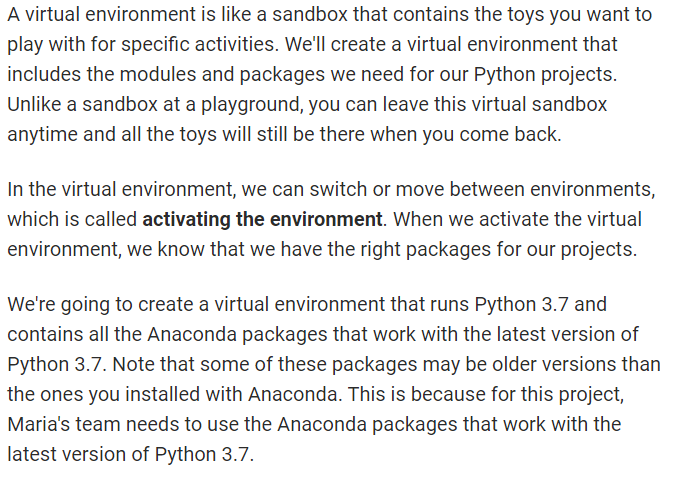 A virtual environment is like a sandbox that contains the toys you want to
play with for specific activities. We'll create a virtual environment that
includes the modules and packages we need for our Python projects.
Unlike a sandbox at a playground, you can leave this virtual sandbox
anytime and all the toys will still be there when you come back.
In the virtual environment, we can switch or move between environments,
which is called activating the environment. When we activate the virtual
environment, we know that we have the right packages for our projects.
We're going to create a virtual environment that runs Python 3.7 and
contains all the Anaconda packages that work with the latest version of
Python 3.7. Note that some of these packages may be older versions than
the ones you installed with Anaconda. This is because for this project,
Maria's team needs to use the Anaconda packages that work with the
latest version of Python 3.7.